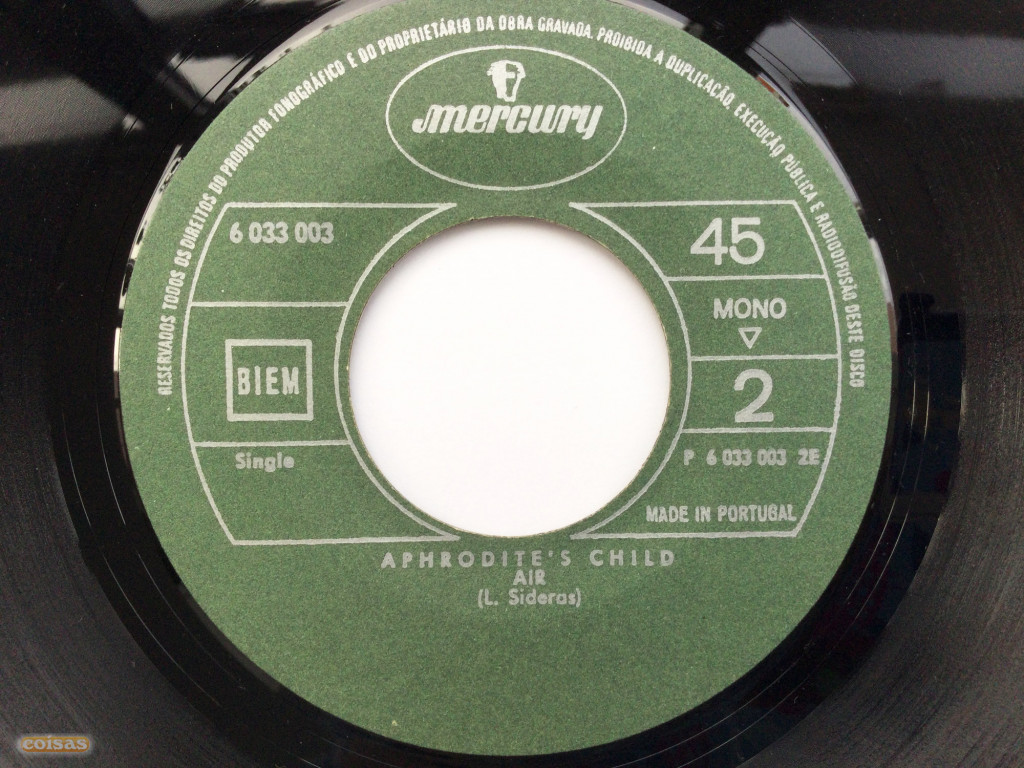 RESERVADOS TODOS OS DIREITOS DO PRODUTOR FONOGRÁFICO E DO PROPRIETÁRIO DA OBRA GRAVADA. PROIBIDA A DUPLICAÇÃO, EXECUÇÃO PÚBLICA E RADIODIFUSÃO DESTE DISCO
mercury
6 033 003
45
MONO
BIEM
2
Single
P 6 033 003 2E
MADE IN PORTUGAL
APHRODITE'S CHILD
AIR
(L. Sideras)
coisas